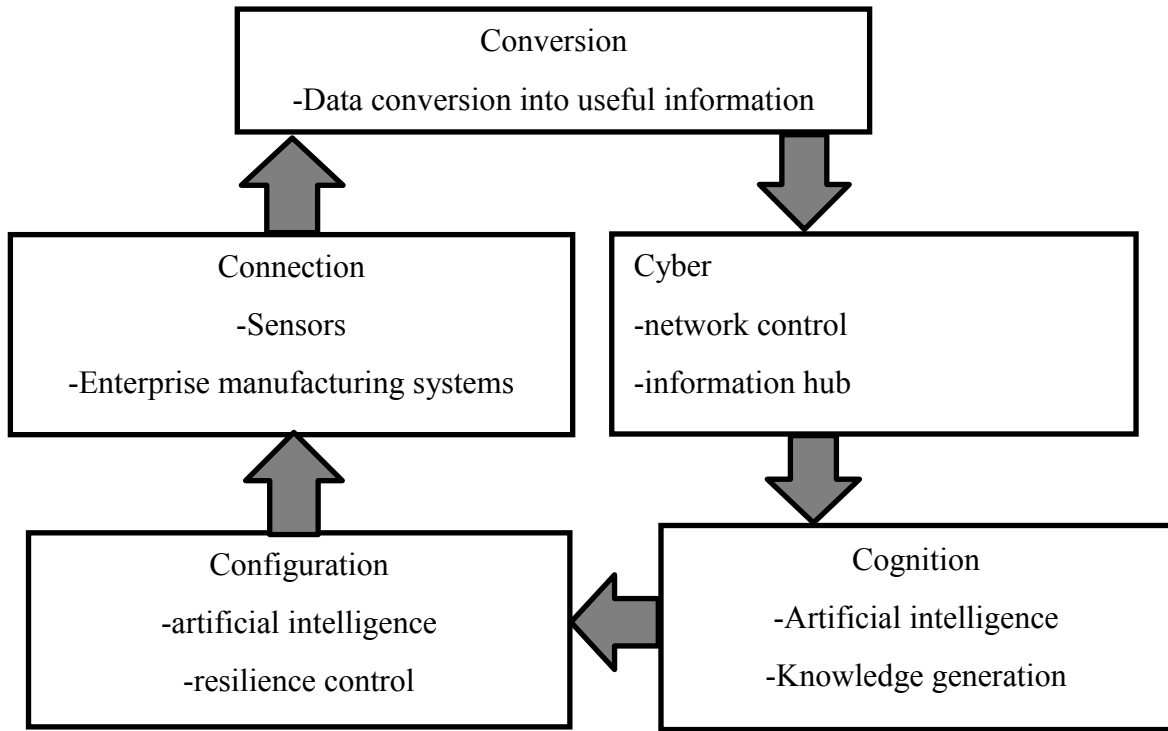 Conversion
-Data conversion into useful information
Connection
-Sensors
-Enterprise manufacturing systems
Cyber
-network control
-information hub
Configuration
-artificial intelligence
-resilience control
Cognition
-Artificial intelligence
-Knowledge generation